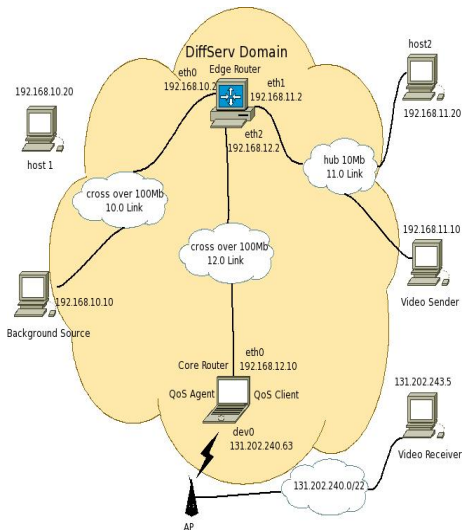 DiffServ Domain
host2
eth0
192.168.10.2
Edge Router
eth1
192.168.11.2
192.168.10.20
192.168.11.20
host 1
eth2
192.168.12.2
hub 10Mb
11.0 Link
cross over 100Mb
10.0 Link
192.168.11.10
cross over 100Mb
12.0 Link
192.168.10.10
Background Source
Video Sender
eth0
192.168.12.10
Core Router
QoS Agent
QoS Client
131.202.243.5
dev0
131.202.240.63
Video Receiver
131.202.240.0/22
AP